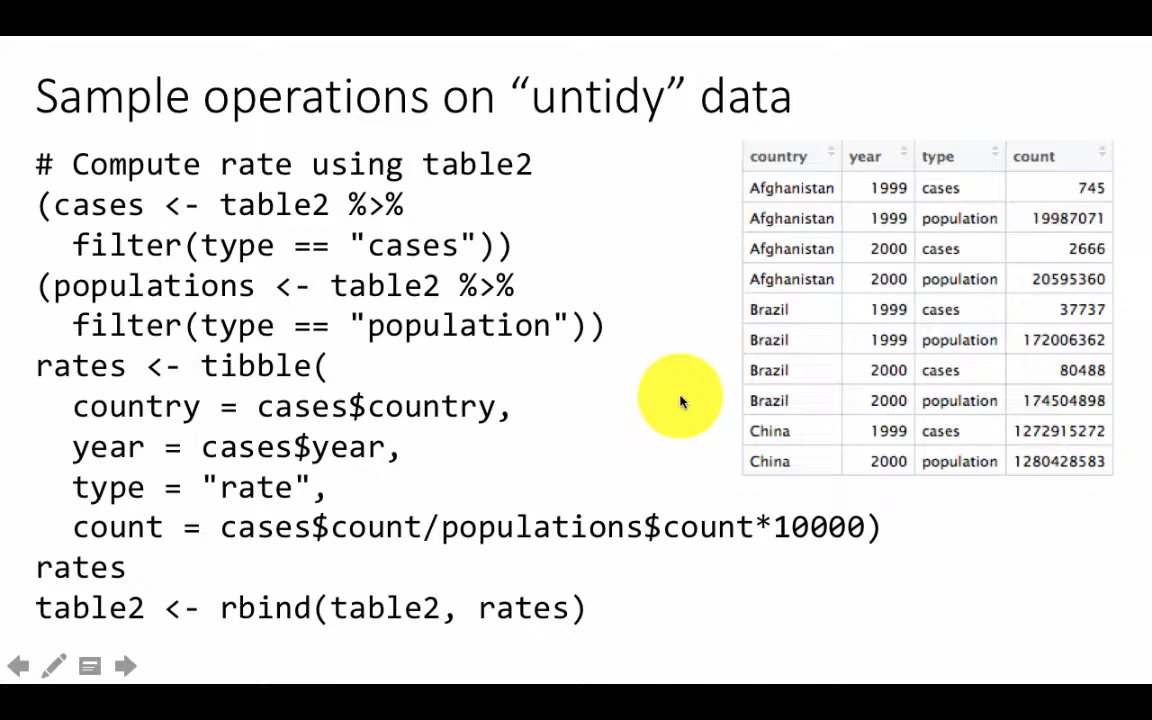 Sample operations on “untidy” data
# Compute rate using table2
(cases <- table2 %>%
  filter(type == "cases"))
(populations <- table2 %>%
  filter(type == "population"))
rates <- tibble(
  country = cases$country,
  year = cases$year,
  type = "rate",
  count = cases$count/populations$count*10000)
rates
table2 <- rbind(table2, rates)
country year type count
Afghanistan 1999 cases 745
Afghanistan 1999 population 19987071
Afghanistan 2000 cases 2666
Afghanistan 2000 population 20595360
Brazil 1999 cases 37737
Brazil 1999 population 172006362
Brazil 2000 cases 80488
Brazil 2000 population 174504898
China 1999 cases 1272915272
China 2000 population 1280428583